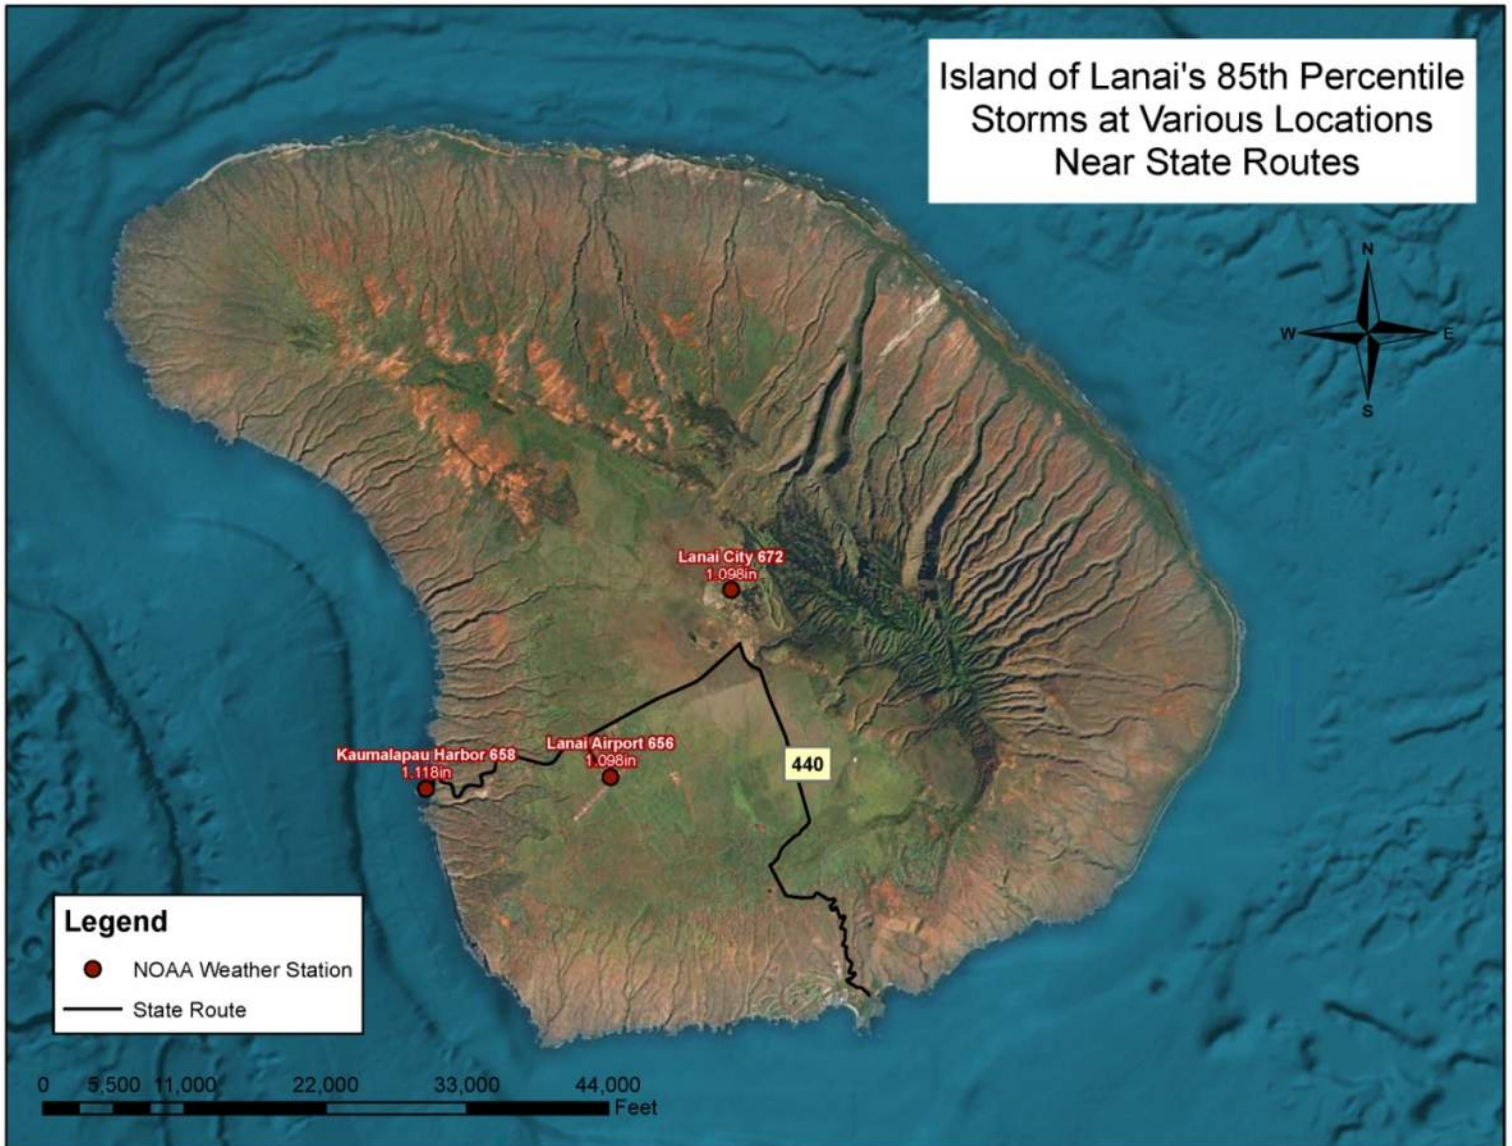 Island of Lanai's 85th Percentile
Storms at Various Locations
Near State Routes
N
W
E
S
Lanai City 672
1.098in
Lanai Airport 656
1.098in
Kaumalapau Harbor 658
1.118in
440
Legend
NOAA Weather Station
State Route
0 5,500 11,000 22,000 33,000 44,000
Feet